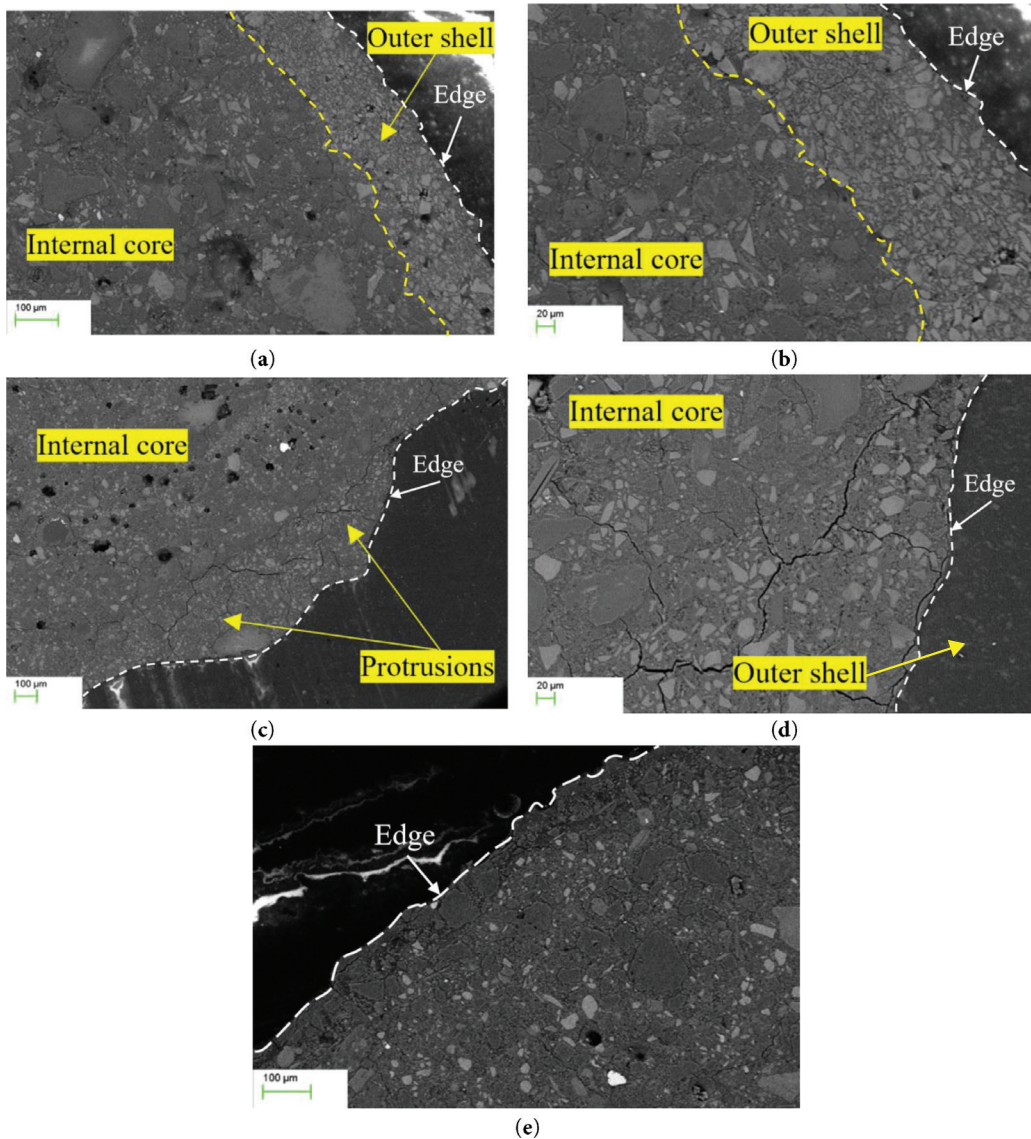 Outer shell
Edge
Internal core
100 µm
(a)
Outer shell
Edge
Internal core
20 µm
(b)
Internal core
Edge
Protrusions
100 µm
(c)
Internal core
Edge
Outer shell
20 µm
(d)
Edge
100 µm
(e)